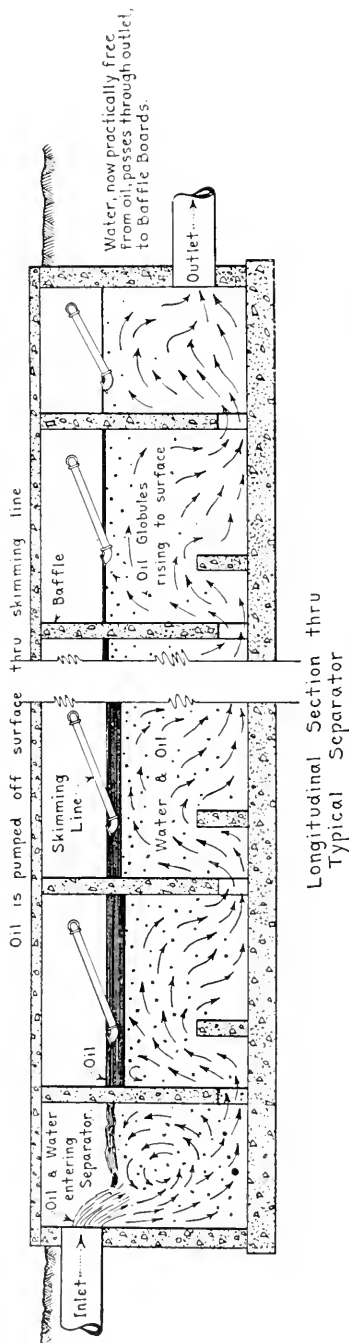 Oil is pumped off surface thru skimming line
Oil & Water
entering
Separator
Inlet
Oil
Skimming
Line
Water & Oil
Baffle
Oil Globules
rising to surface
Water, now practically free
from oil, passes through outlet,
to Baffle Boards.
Outlet
Longitudinal Section thru
Typical Separator